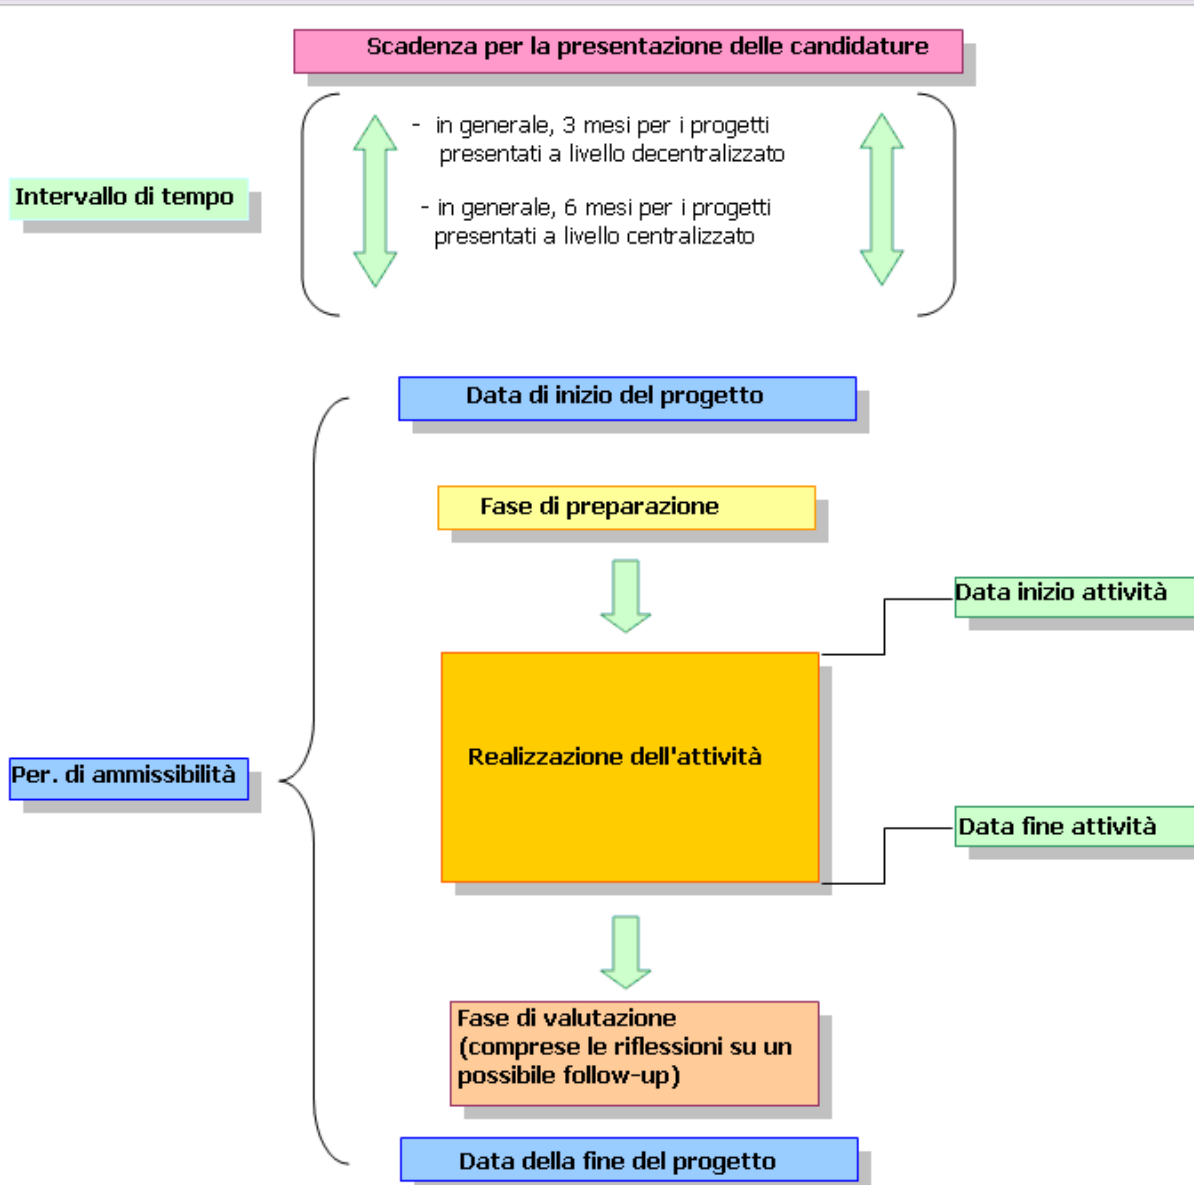 Scadenza per la presentazione delle candidature
- in generale, 3 mesi per i progetti
presentati a livello decentralizzato
Intervallo di tempo
- in generale, 6 mesi per i progetti
presentati a livello centralizzato
Data di inizio del progetto
Fase di preparazione
Data inizio attività
Realizzazione dell'attività
Per. di ammissibilità
Data fine attività
Fase di valutazione
(comprese le riflessioni su un
possibile follow-up)
Data della fine del progetto